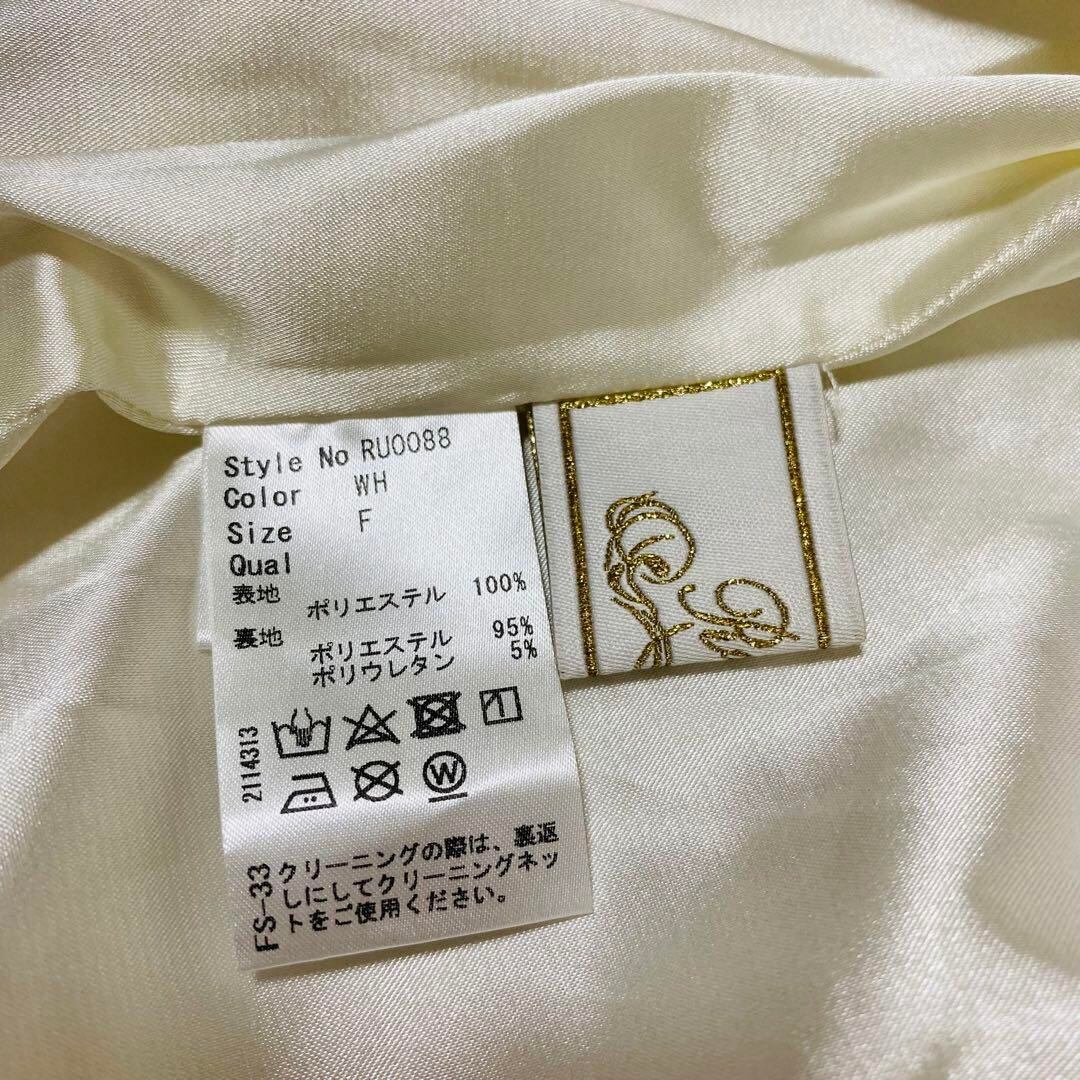 Style No RU0088
Color WH
Size F
Qual
表地 ポリエステル 100%
裏地 ポリエステル 95%
ポリウレタン 5%
2114313
W
FS-33
クリーニングの際は、裏返
しにしてクリーニングネッ
トをご使用ください。